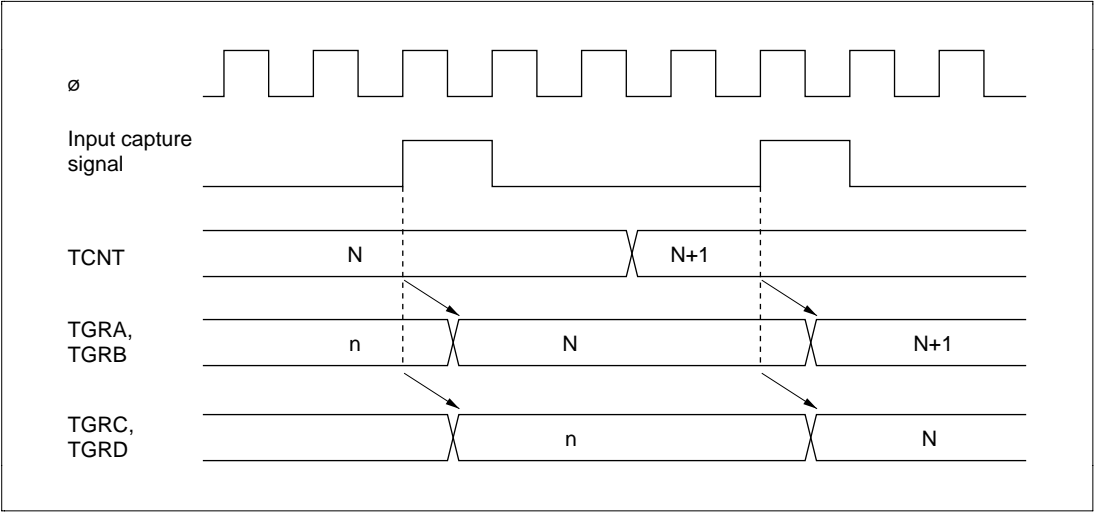 ø
Input capture
signal
TCNT
N
N+1
TGRA,
TGRB
n
N
N+1
TGRC,
TGRD
n
N